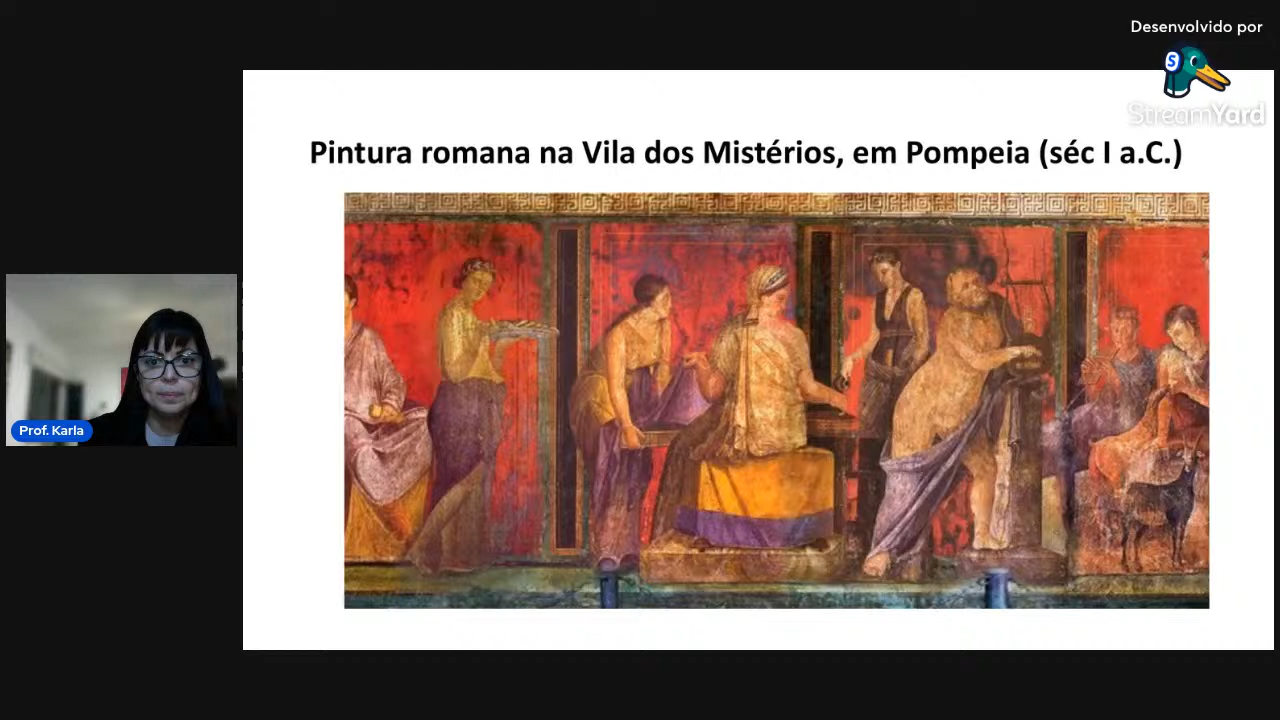 Desenvolvido por
S
StreamYard
Pintura romana na Vila dos Mistérios, em Pompeia (séc I a.C.)
Prof. Karla